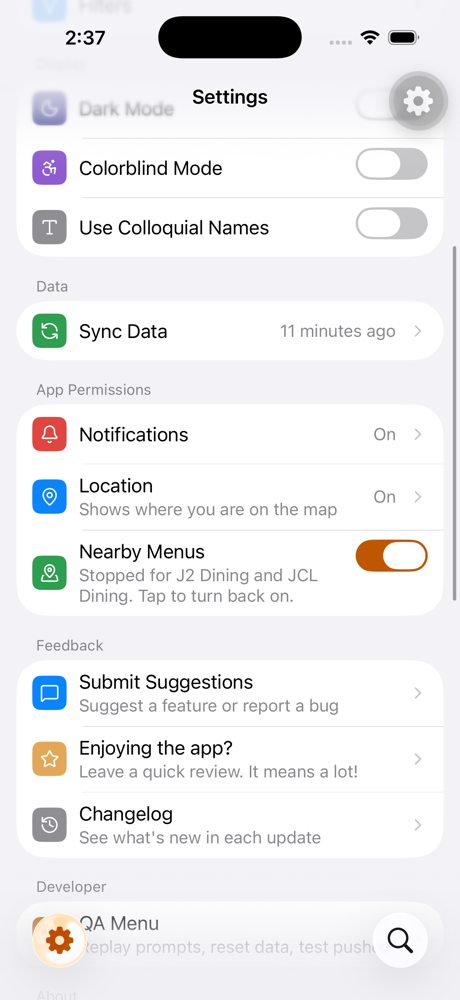 Filters
2:37
Display
Settings
Dark Mode
Colorblind Mode
Use Colloquial Names
Data
Sync Data
11 minutes ago
App Permissions
Notifications
On
Location
On
Shows where you are on the map
Nearby Menus
Stopped for J2 Dining and JCL
Dining. Tap to turn back on.
Feedback
Submit Suggestions
Suggest a feature or report a bug
Enjoying the app?
Leave a quick review. It means a lot!
Changelog
See what's new in each update
Developer
QA Menu
Replay prompts, reset data, test
About